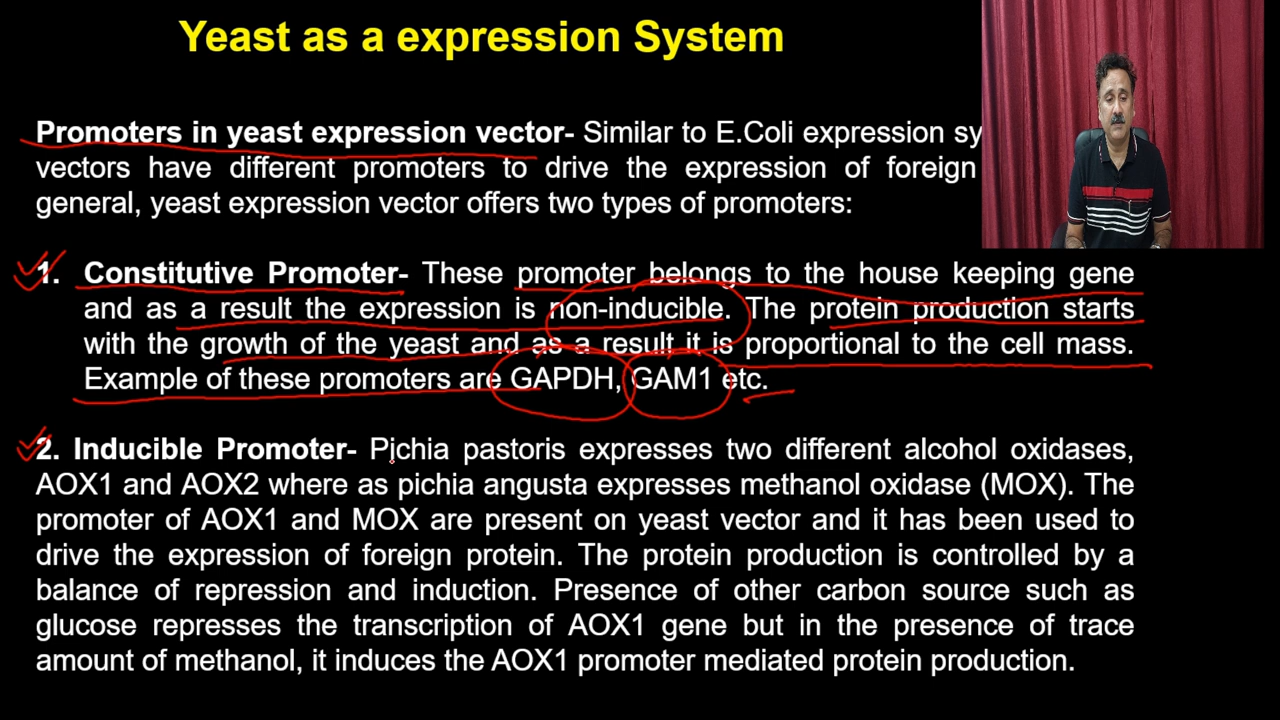 Yeast as a expression System
Promoters in yeast expression vector- Similar to E.Coli expression sy
vectors have different promoters to drive the expression of foreign
general, yeast expression vector offers two types of promoters:
1. Constitutive Promoter- These promoter belongs to the house keeping gene
and as a result the expression is non-inducible. The protein production starts
with the growth of the yeast and as a result it is proportional to the cell mass.
Example of these promoters are GAPDH, GAM1 etc.
2. Inducible Promoter- Pichia pastoris expresses two different alcohol oxidases,
AOX1 and AOX2 where as pichia angusta expresses methanol oxidase (MOX). The
promoter of AOX1 and MOX are present on yeast vector and it has been used to
drive the expression of foreign protein. The protein production is controlled by a
balance of repression and induction. Presence of other carbon source such as
glucose represses the transcription of AOX1 gene but in the presence of trace
amount of methanol, it induces the AOX1 promoter mediated protein production.